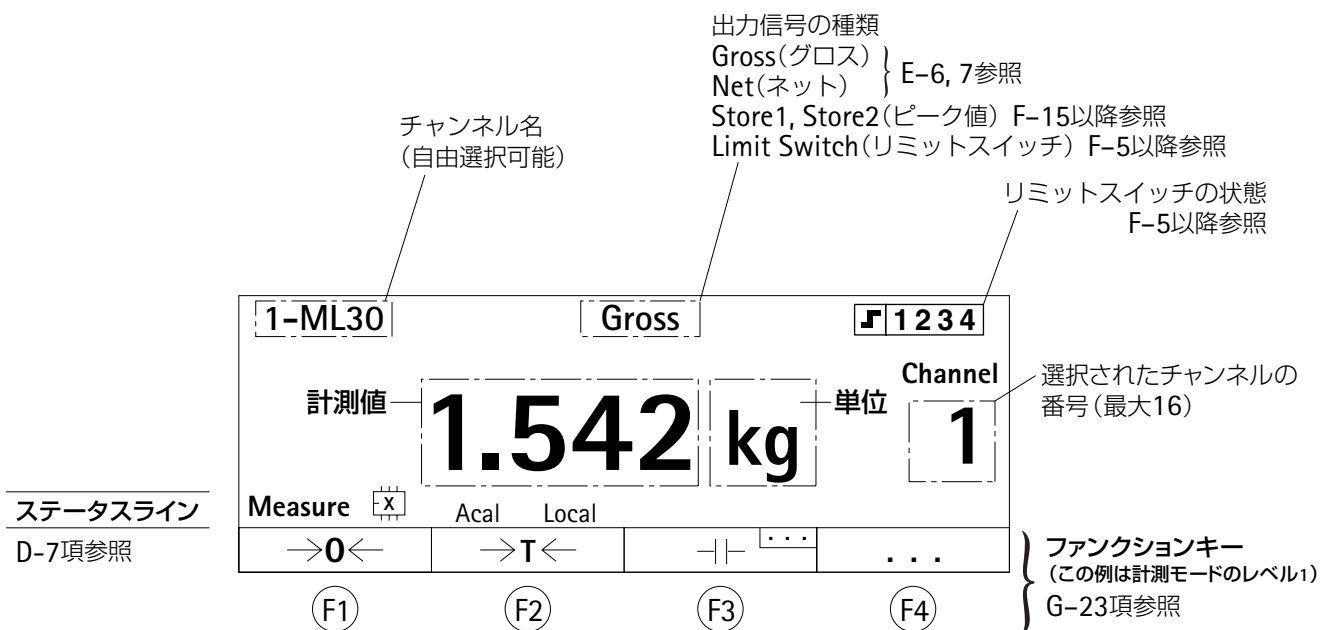 出力信号の種類
Gross(グロス)
Net(ネット)
E-6, 7参照
Store1, Store2(ピーク値) F-15以降参照
Limit Switch(リミットスイッチ) F-5以降参照
チャンネル名
(自由選択可能)
リミットスイッチの状態
F-5以降参照
1-ML30
Gross
1 2 3 4
Channel
計測値
1.542
kg
単位
1
選択されたチャンネルの
番号(最大16)
ステータスライン
D-7項参照
Measure
X
Acal Local
→0←
→T←
⊣⊢
...
. . .
ファンクションキー
(この例は計測モードのレベル1)
G-23項参照
F1
F2
F3
F4